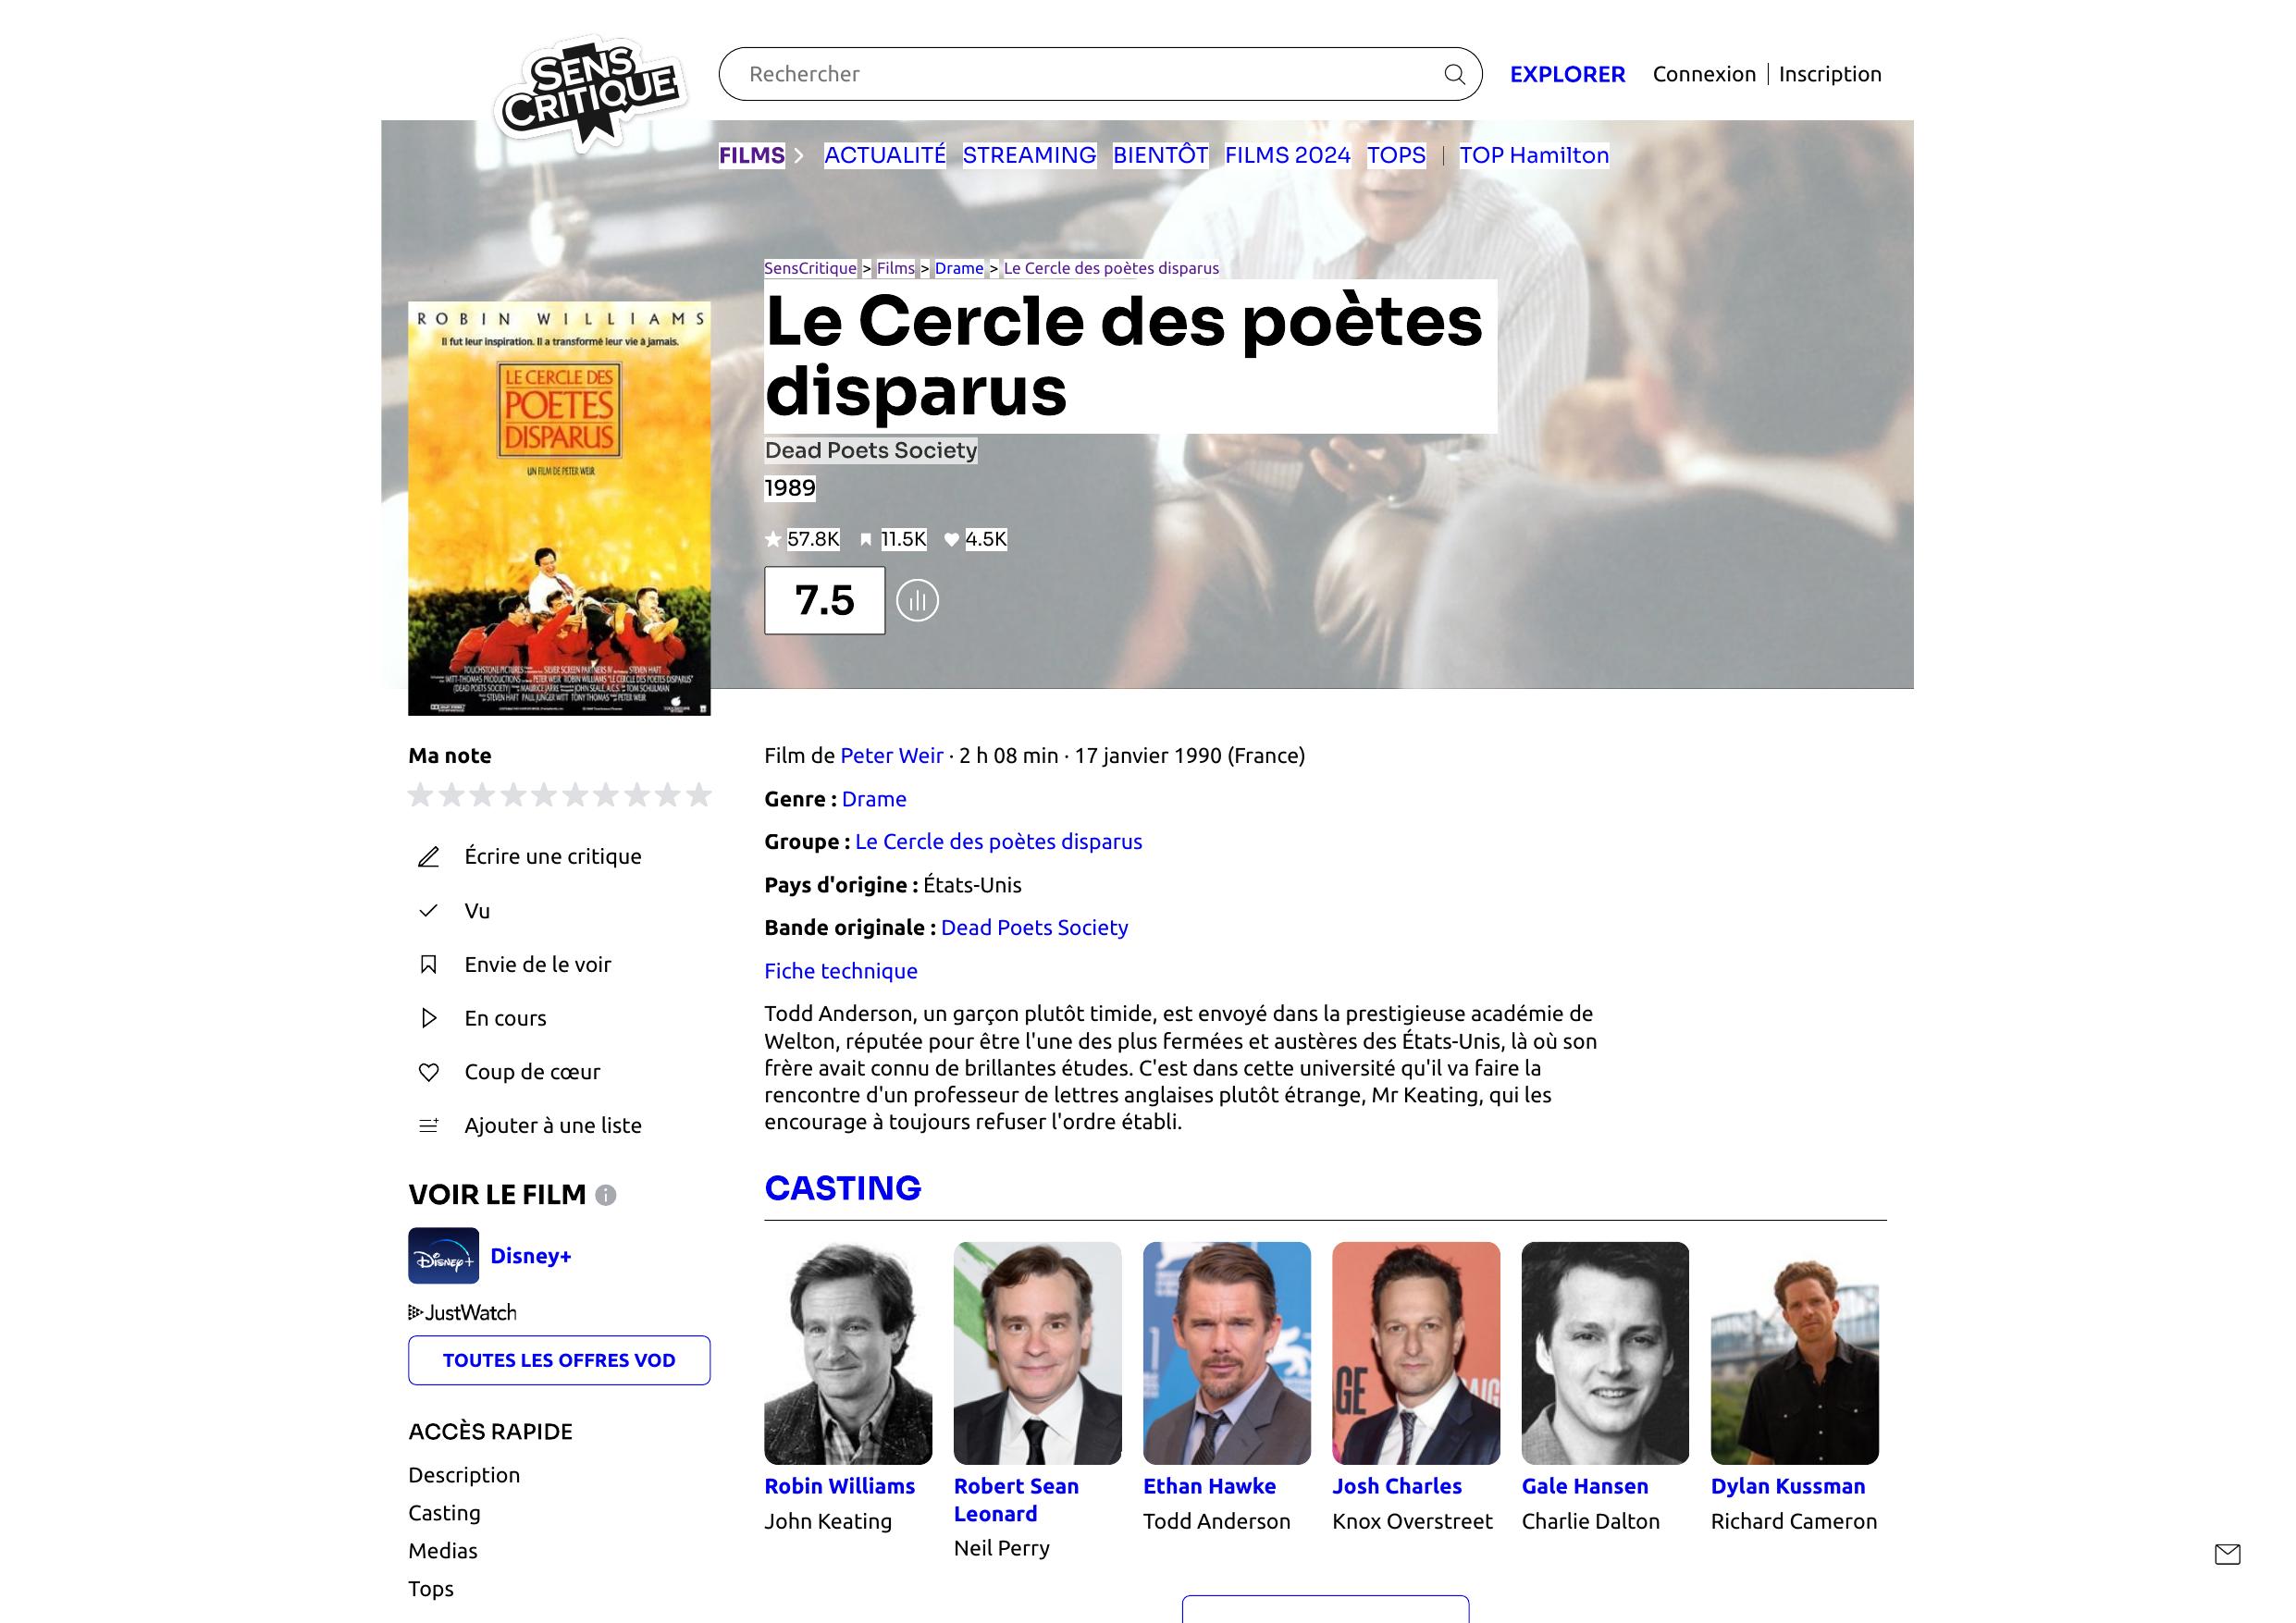 SENS
CRITIQUE
Rechercher
EXPLORER
Connexion
Inscription
FILMS
ACTUALITÉ
STREAMING
BIENTÔT
FILMS 2024
TOPS
TOP Hamilton
SensCritique > Films > Drame > Le Cercle des poètes disparus
Le Cercle des poètes
disparus
Dead Poets Society
1989
57.8K
11.5K
4.5K
7.5
ROBIN WILLIAMS
Il fut leur inspiration. Il a transformé leur vie à jamais.
LE CERCLE DES
POETES
DISPARUS
UN FILM DE PETER WEIR
Ma note
Écrire une critique
Vu
Envie de le voir
En cours
Coup de cœur
Ajouter à une liste
VOIR LE FILM
Disney+
Disney+
JustWatch
TOUTES LES OFFRES VOD
ACCÈS RAPIDE
Description
Casting
Medias
Tops
Film de Peter Weir · 2 h 08 min · 17 janvier 1990 (France)
Genre : Drame
Groupe : Le Cercle des poètes disparus
Pays d'origine : États-Unis
Bande originale : Dead Poets Society
Fiche technique
Todd Anderson, un garçon plutôt timide, est envoyé dans la prestigieuse académie de
Welton, réputée pour être l'une des plus fermées et austères des États-Unis, là où son
frère avait connu de brillantes études. C'est dans cette université qu'il va faire la
rencontre d'un professeur de lettres anglaises plutôt étrange, Mr Keating, qui les
encourage à toujours refuser l'ordre établi.
CASTING
Robin Williams
John Keating
Robert Sean
Leonard
Neil Perry
Ethan Hawke
Todd Anderson
Josh Charles
Knox Overstreet
Gale Hansen
Charlie Dalton
Dylan Kussman
Richard Cameron